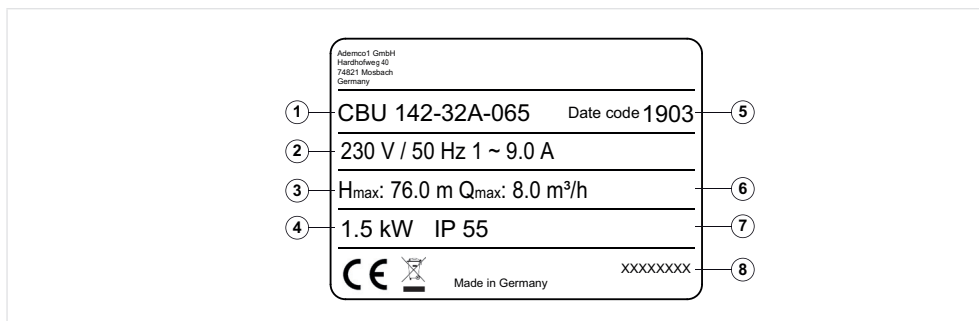 Ademco1 GmbH
Hardhofweg 40
74821 Mosbach
Germany
1 CBU 142-32A-065 Date code 1903 5
2 230 V / 50 Hz 1 ~ 9.0 A
3 Hmax: 76.0 m Qmax: 8.0 m³/h 6
4 1.5 kW IP 55 7
CE Made in Germany XXXXXXXX 8